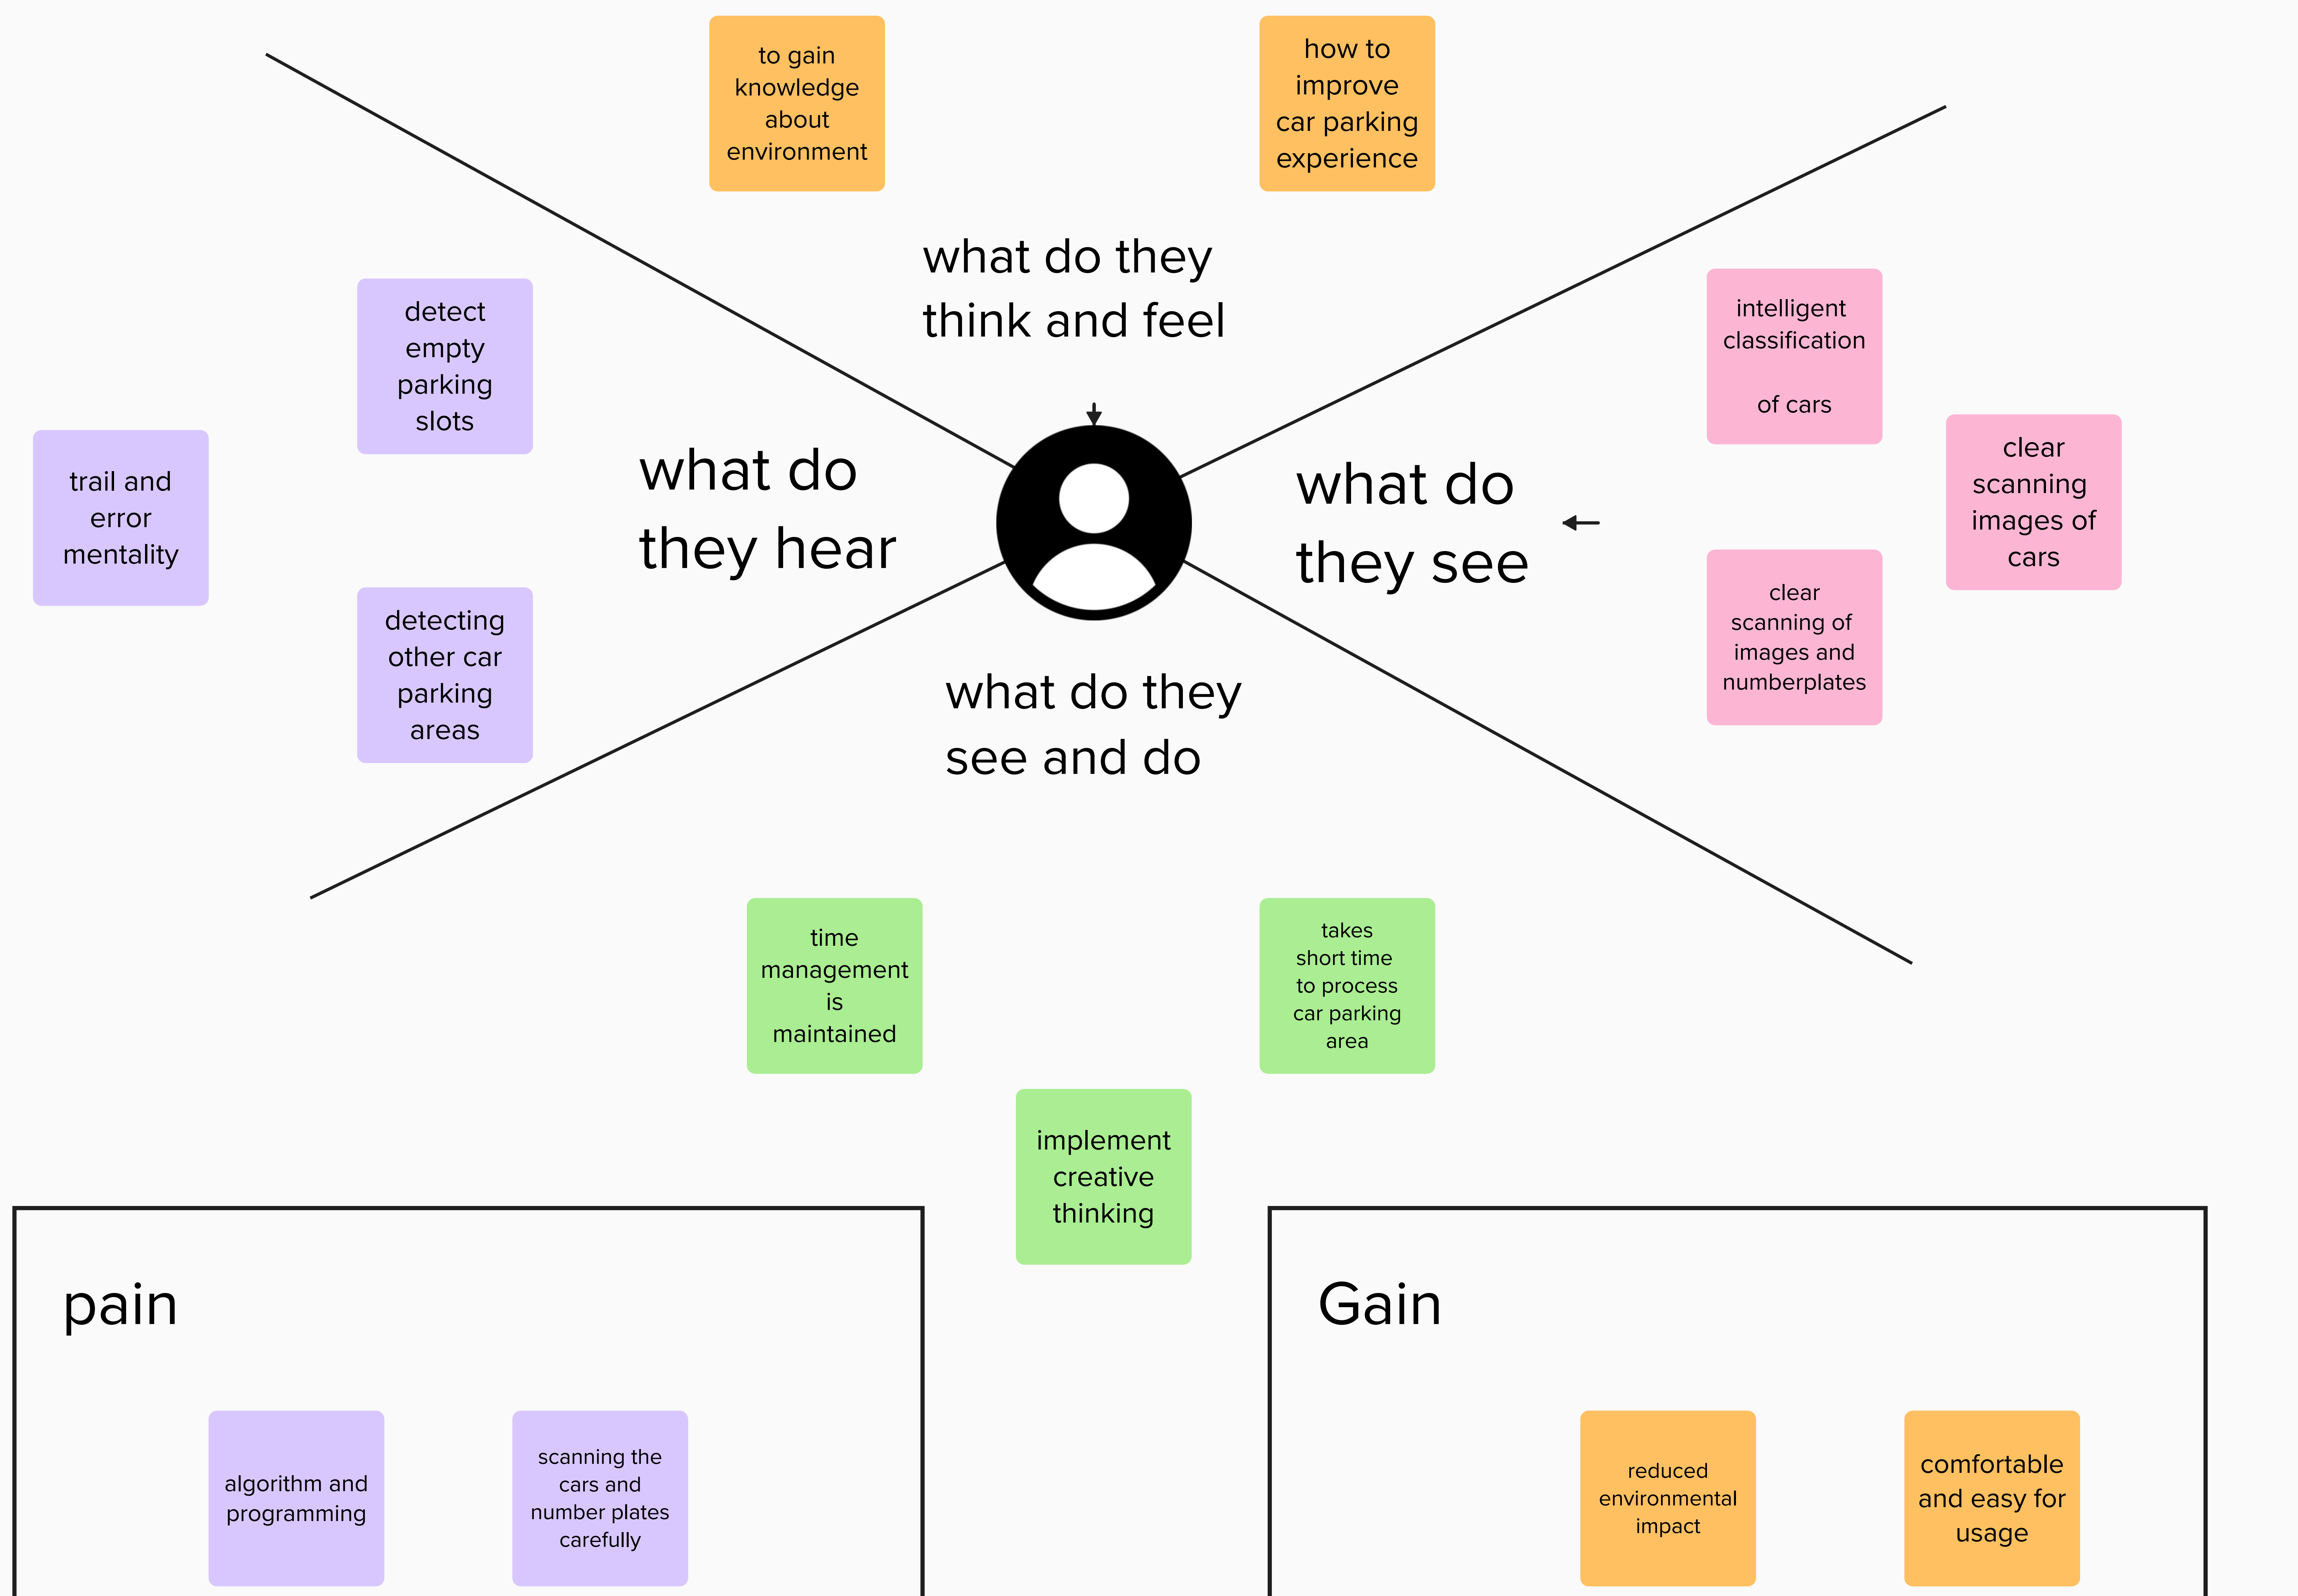 to gain
knowledge
about
environment
how to
improve
car parking
experience
what do they
think and feel
detect
empty
parking
slots
trail and
error
mentality
detecting
other car
parking
areas
what do
they hear
what do
they see
intelligent
classification
of cars
clear
scanning
images of
cars
clear
scanning of
images and
numberplates
what do they
see and do
time
management
is
maintained
takes
short time
to process
car parking
area
implement
creative
thinking
pain
algorithm and
programming
scanning the
cars and
number plates
carefully
Gain
reduced
environmental
impact
comfortable
and easy for
usage